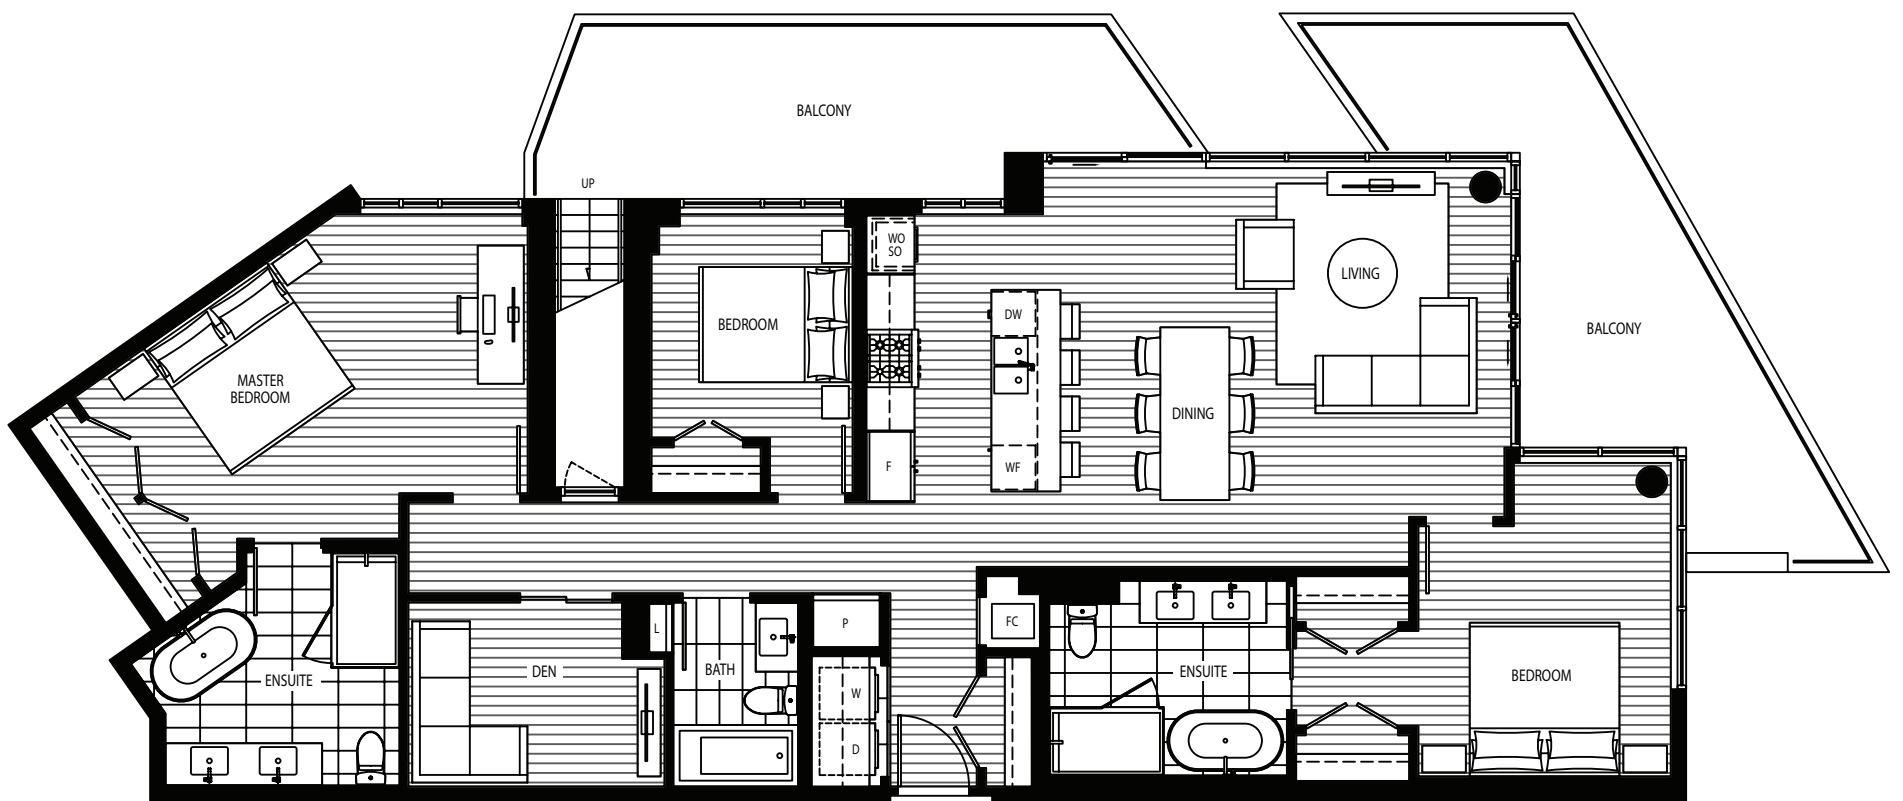 BALCONY
UP
WO
SO
LIVING
DW
BEDROOM
BALCONY
MASTER
BEDROOM
DINING
F
WF
L
P
FC
DEN
BATH
ENSUITE
ENSUITE
BEDROOM
W
D